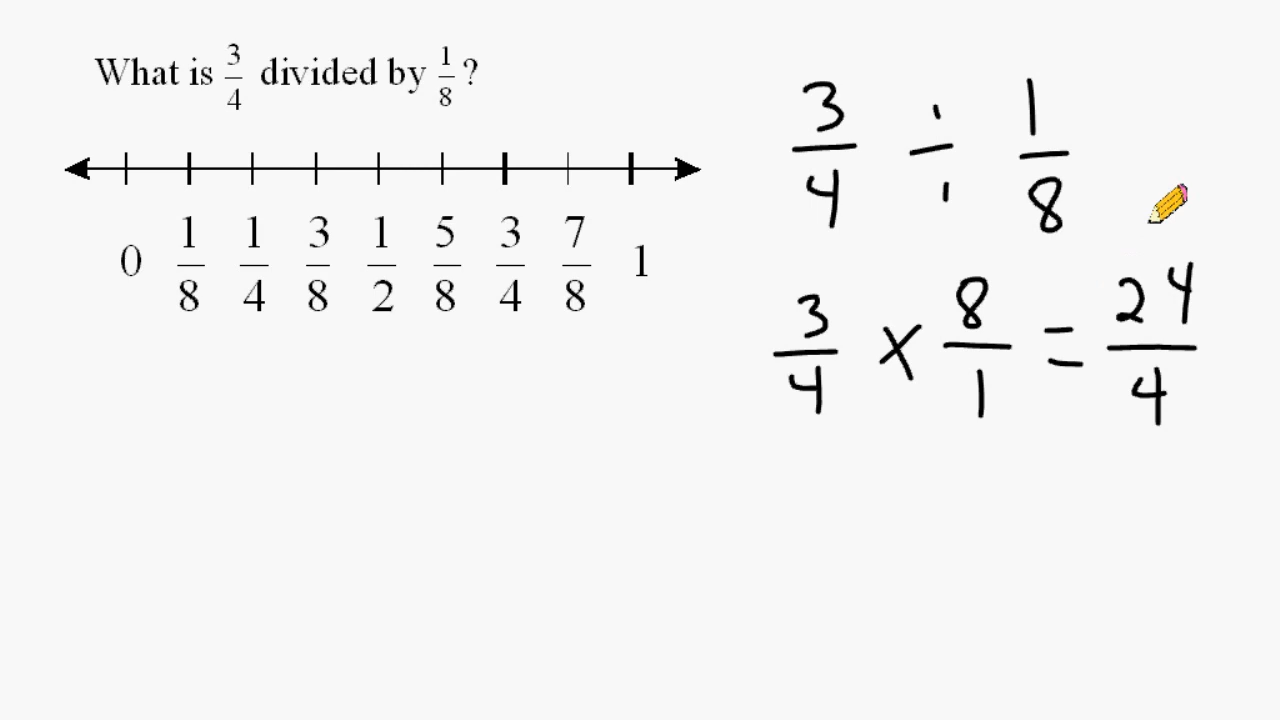 What is 3/4 divided by 1/8 ?
0 1/8 1/4 3/8 1/2 5/8 3/4 7/8 1
3/4 ÷ 1/8
3/4 × 8/1 = 24/4